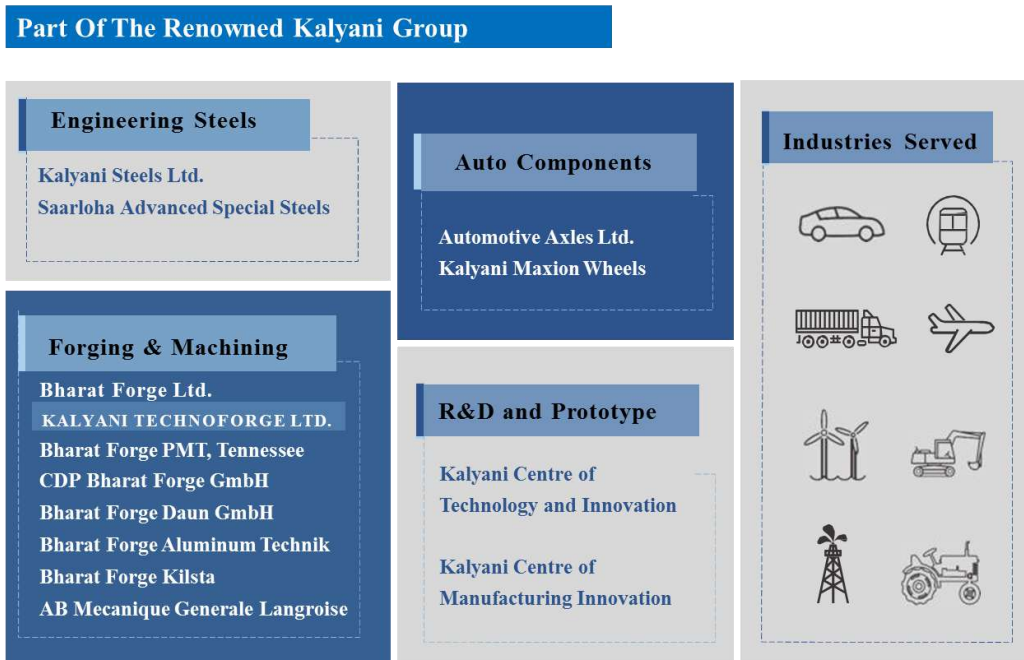 Part Of The Renowned Kalyani Group
Engineering Steels
Kalyani Steels Ltd.
Saarloha Advanced Special Steels
Forging & Machining
Bharat Forge Ltd.
KALYANI TECHNOFORGE LTD.
Bharat Forge PMT, Tennessee
CDP Bharat Forge GmbH
Bharat Forge Daun GmbH
Bharat Forge Aluminum Technik
Bharat Forge Kilsta
AB Mecanique Generale Langroise
Auto Components
Automotive Axles Ltd.
Kalyani Maxion Wheels
R&D and Prototype
Kalyani Centre of
Technology and Innovation
Kalyani Centre of
Manufacturing Innovation
Industries Served